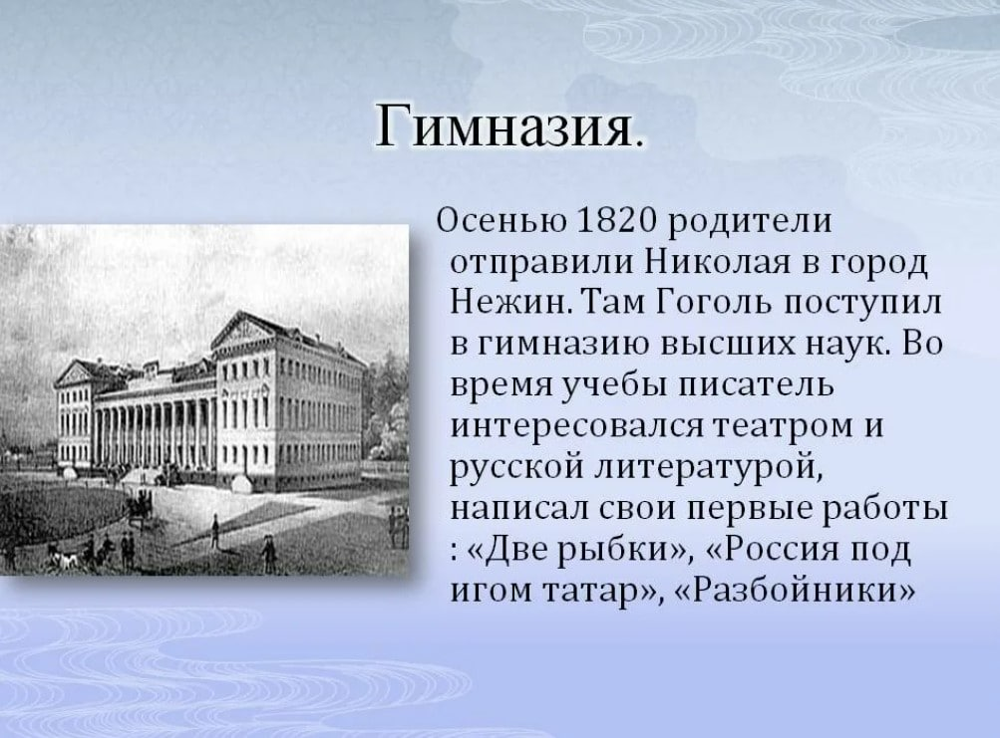 Гимназия.
Осенью 1820 родители
отправили Николая в город
Нежин. Там Гоголь поступил
в гимназию высших наук. Во
время учебы писатель
интересовался театром и
русской литературой,
написал свои первые работы
: «Две рыбки», «Россия под
игом татар», «Разбойники»